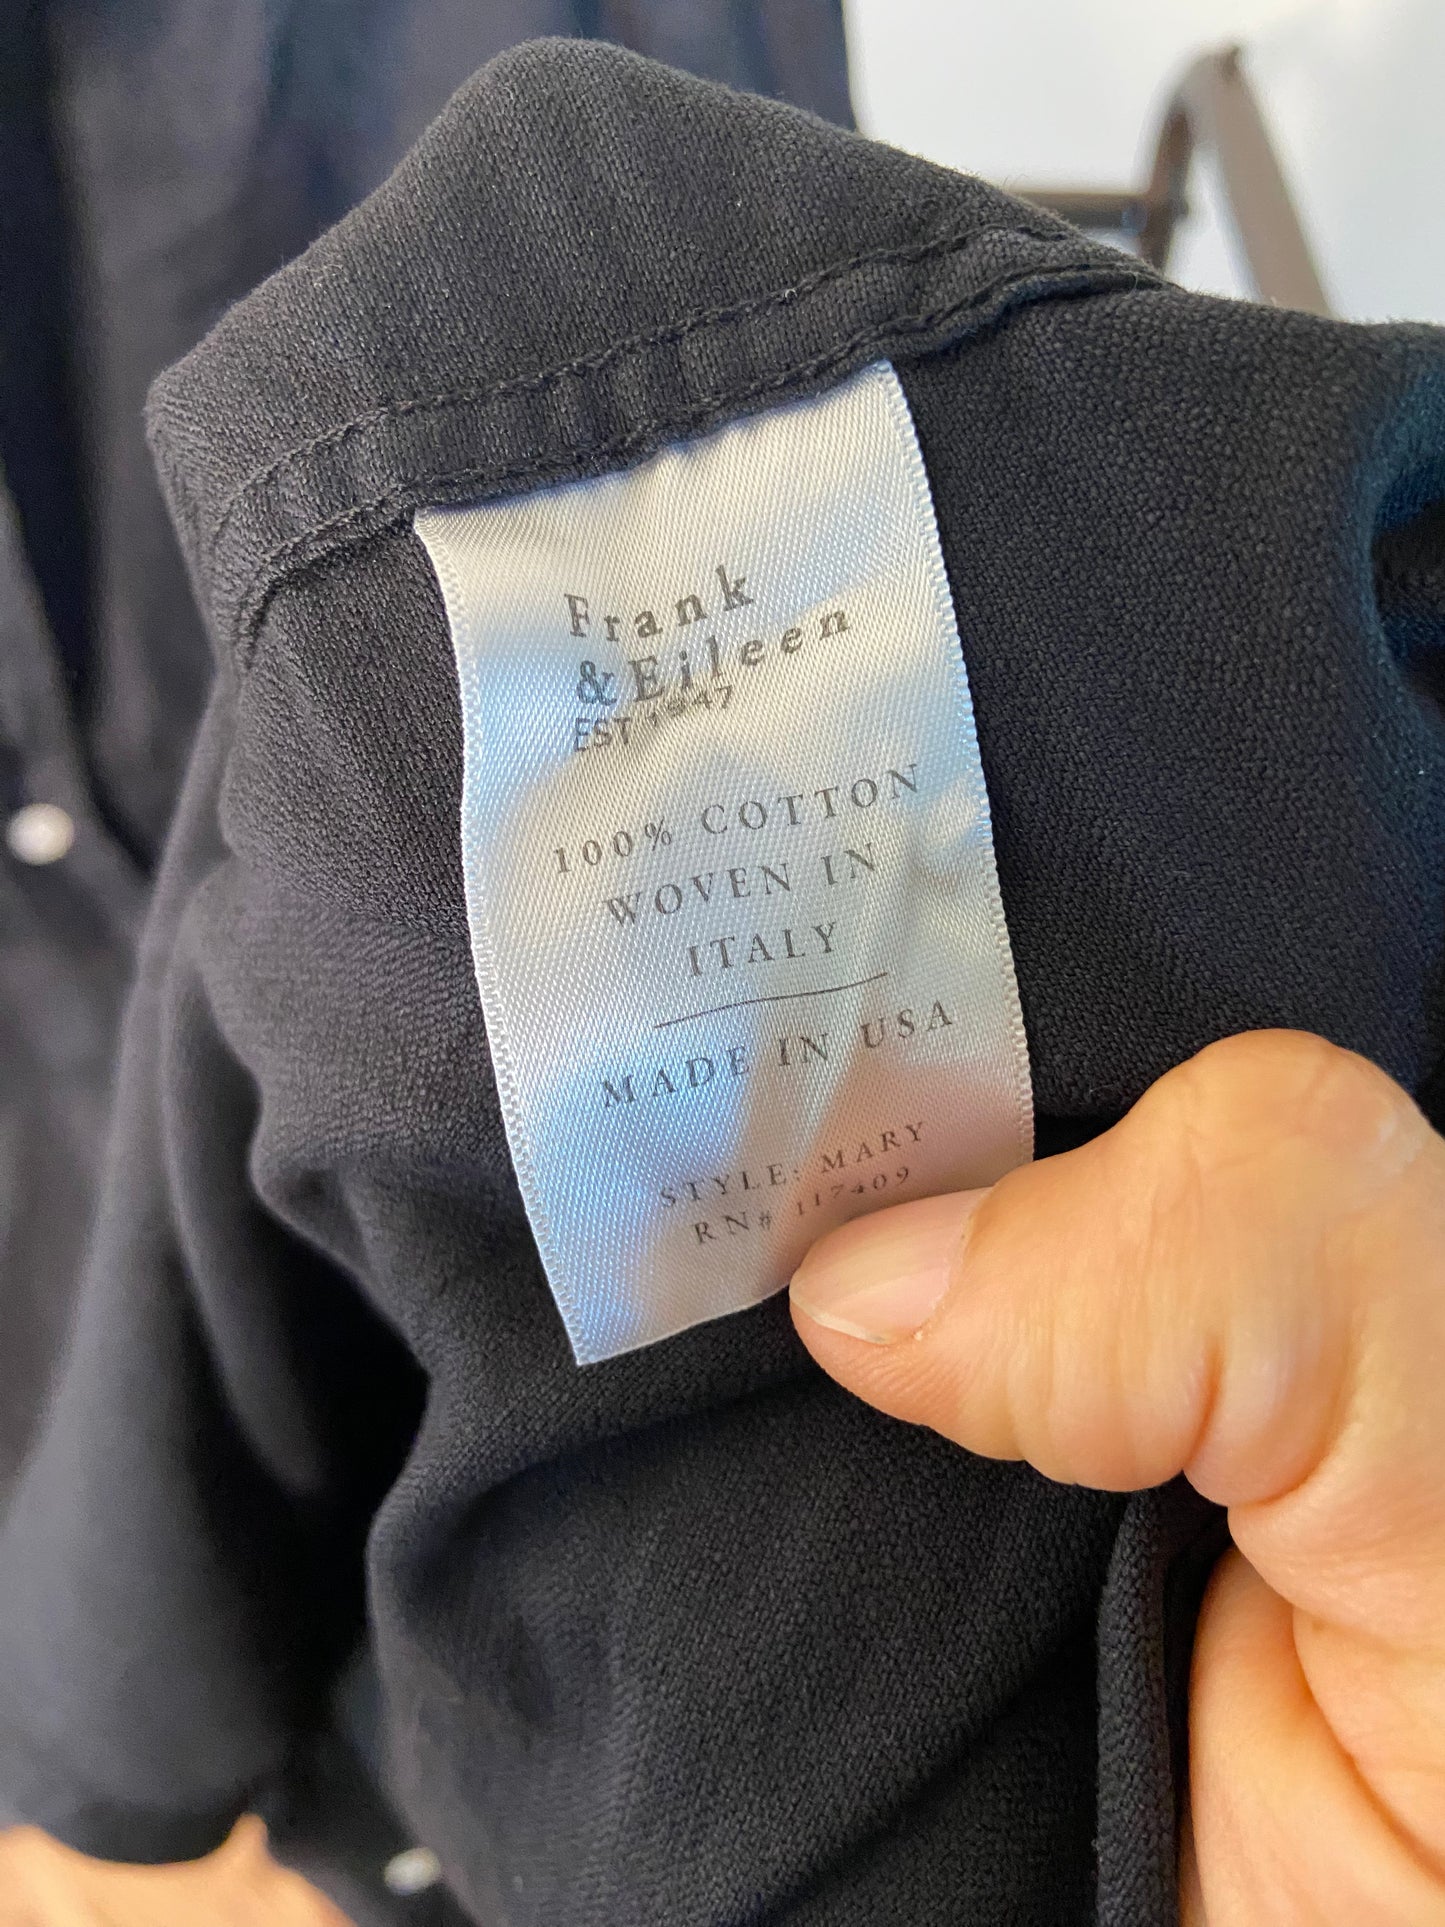 Frank
& Eileen
EST 1947
100% COTTON
WOVEN IN
ITALY
MADE IN USA
STYLE: MARY
RN# 117409